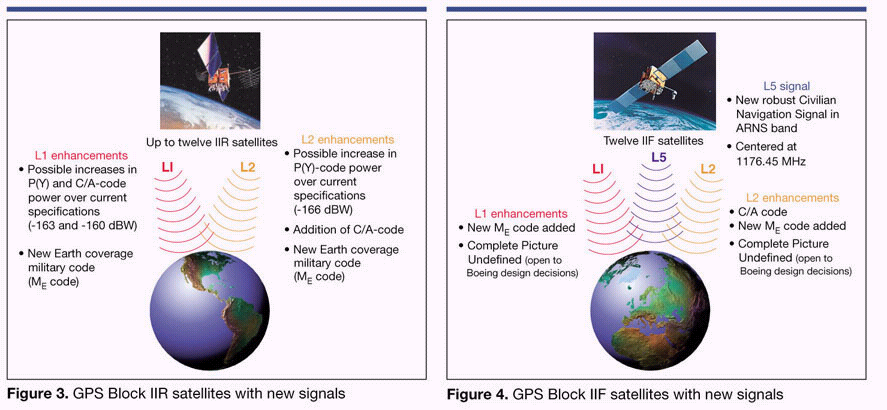 Up to twelve IIR satellites
L1 enhancements
• Possible increases in
P(Y) and C/A-code
power over current
specifications
(-163 and -160 dBW)
• New Earth coverage
military code
(ME code)
LI
L2
L2 enhancements
• Possible increase in
P(Y)-code power
over current
specifications
(-166 dBW)
• Addition of C/A-code
• New Earth coverage
military code
(ME code)
Figure 3. GPS Block IIR satellites with new signals
Twelve IIF satellites
L5 signal
• New robust Civilian
Navigation Signal in
ARNS band
• Centered at
1176.45 MHz
LI
L5
L2
L1 enhancements
• New ME code added
• Complete Picture
Undefined (open to
Boeing design decisions)
L2 enhancements
• C/A code
• New ME code added
• Complete Picture
Undefined (open to
Boeing design decisions)
Figure 4. GPS Block IIF satellites with new signals